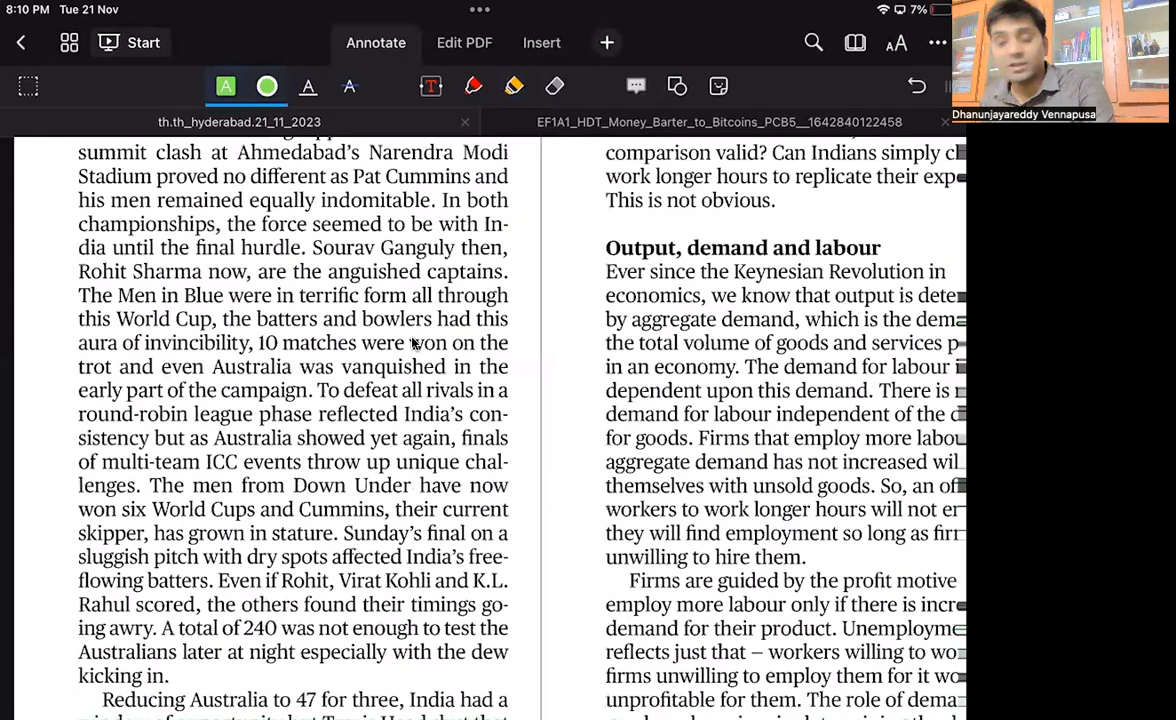 8:10 PM Tue 21 Nov
7%
Start
Annotate
Edit PDF
Insert
Dhanunjayareddy Vennapusa
th.th_hyderabad.21_11_2023
EF1A1_HDT_Money_Barter_to_Bitcoins_PCB5__1642840122458
summit clash at Ahmedabad's Narendra Modi
Stadium proved no different as Pat Cummins and
his men remained equally indomitable. In both
championships, the force seemed to be with In-
dia until the final hurdle. Sourav Ganguly then,
Rohit Sharma now, are the anguished captains.
The Men in Blue were in terrific form all through
this World Cup, the batters and bowlers had this
aura of invincibility, 10 matches were won on the
trot and even Australia was vanquished in the
early part of the campaign. To defeat all rivals in a
round-robin league phase reflected India's con-
sistency but as Australia showed yet again, finals
of multi-team ICC events throw up unique chal-
lenges. The men from Down Under have now
won six World Cups and Cummins, their current
skipper, has grown in stature. Sunday's final on a
sluggish pitch with dry spots affected India's free-
flowing batters. Even if Rohit, Virat Kohli and K.L.
Rahul scored, the others found their timings go-
ing awry. A total of 240 was not enough to test the
Australians later at night especially with the dew
kicking in.
Reducing Australia to 47 for three, India had a
comparison valid? Can Indians simply
work longer hours to replicate their
This is not obvious.
Output, demand and labour
Ever since the Keynesian Revolution in
economics, we know that output is
by aggregate demand, which is the
the total volume of goods and services
in an economy. The demand for labour
dependent upon this demand. There is
demand for labour independent of the
for goods. Firms that employ more
aggregate demand has not increased
themselves with unsold goods. So, an
workers to work longer hours will not
they will find employment so long as
unwilling to hire them.
Firms are guided by the profit motive
employ more labour only if there is
demand for their product.
reflects just that – workers willing to
firms unwilling to employ them for it
unprofitable for them. The role of